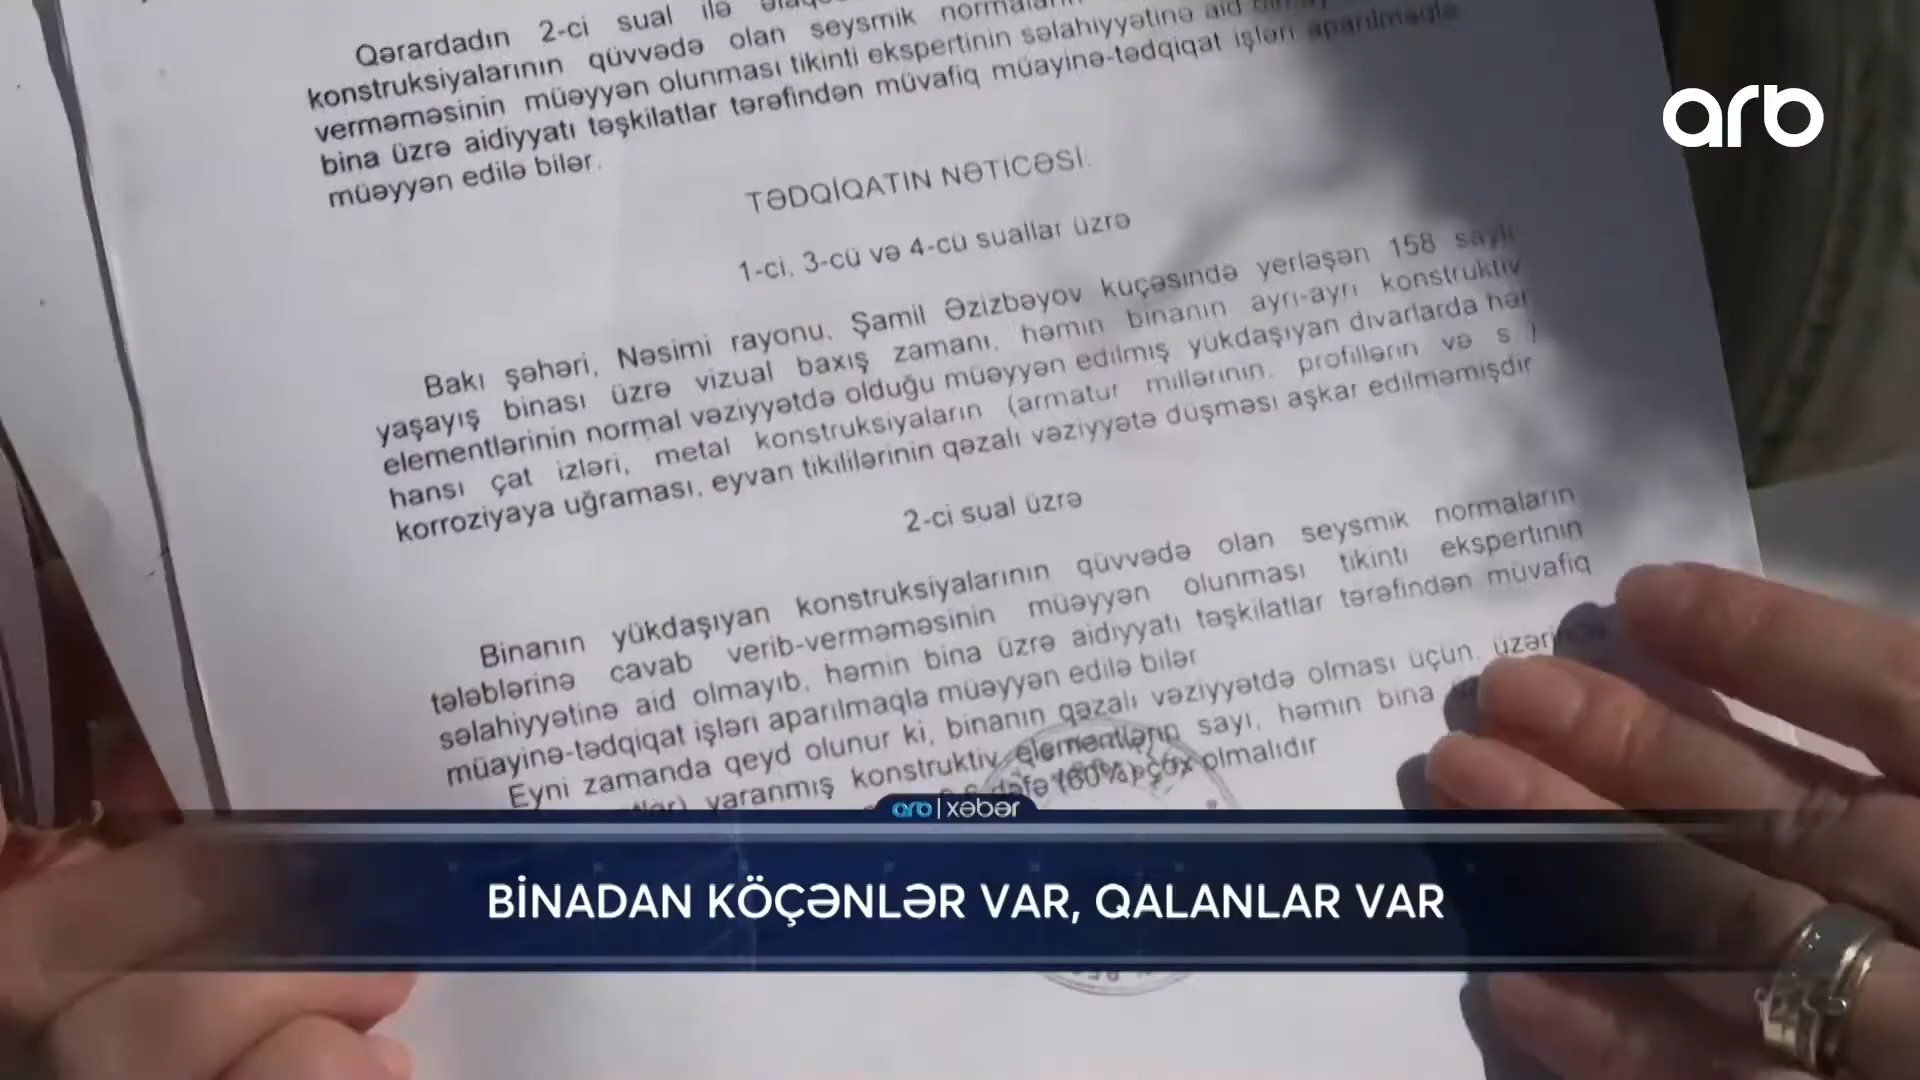 Qərardadın 2-ci sual ilə
konstruksiyalarının qüvvədə olan seysmik
verməməsinin müəyyən olunması tikinti ekspertinin səlahiyyətinə aid
bina üzrə aidiyyatı təşkilatlar tərəfindən müvafiq müayinə-tədqiqat işləri aparılmaqla
müəyyən edilə bilər.
TƏDQİQATIN NƏTİCƏSİ.
1-ci, 3-cü və 4-cü suallar üzrə
Bakı şəhəri, Nəsimi rayonu, Şamil Əzizbəyov küçəsində yerləşən 158 saylı
yaşayış binası üzrə vizual baxış zamanı, həmin binanın ayrı-ayrı konstruktiv
elementlərinin normal vəziyyətdə olduğu müəyyən edilmiş yükdaşıyan divarlarda hər
hansı çat izləri, metal konstruksiyaların (armatur millərinin, profillərin və s )
korroziyaya uğraması, eyvan tikililərinin qəzalı vəziyyətə düşməsi aşkar edilməmişdir
2-ci sual üzrə
Binanın yükdaşıyan konstruksiyalarının qüvvədə olan seysmik normaların
tələblərinə cavab verib-verməməsinin müəyyən olunması tikinti ekspertinin
səlahiyyətinə aid olmayıb, həmin bina üzrə aidiyyatı təşkilatlar tərəfindən müvafiq
müayinə-tədqiqat işləri aparılmaqla müəyyən edilə bilər
Eyni zamanda qeyd olunur ki, binanın qəzalı vəziyyətdə olması üçün,
yaranmış konstruktiv elementlərin sayı, həmin bina
dəfə (60%) çox olmalıdır
arb
arb | xəbər
BİNADAN KÖÇƏNLƏR VAR, QALANLAR VAR